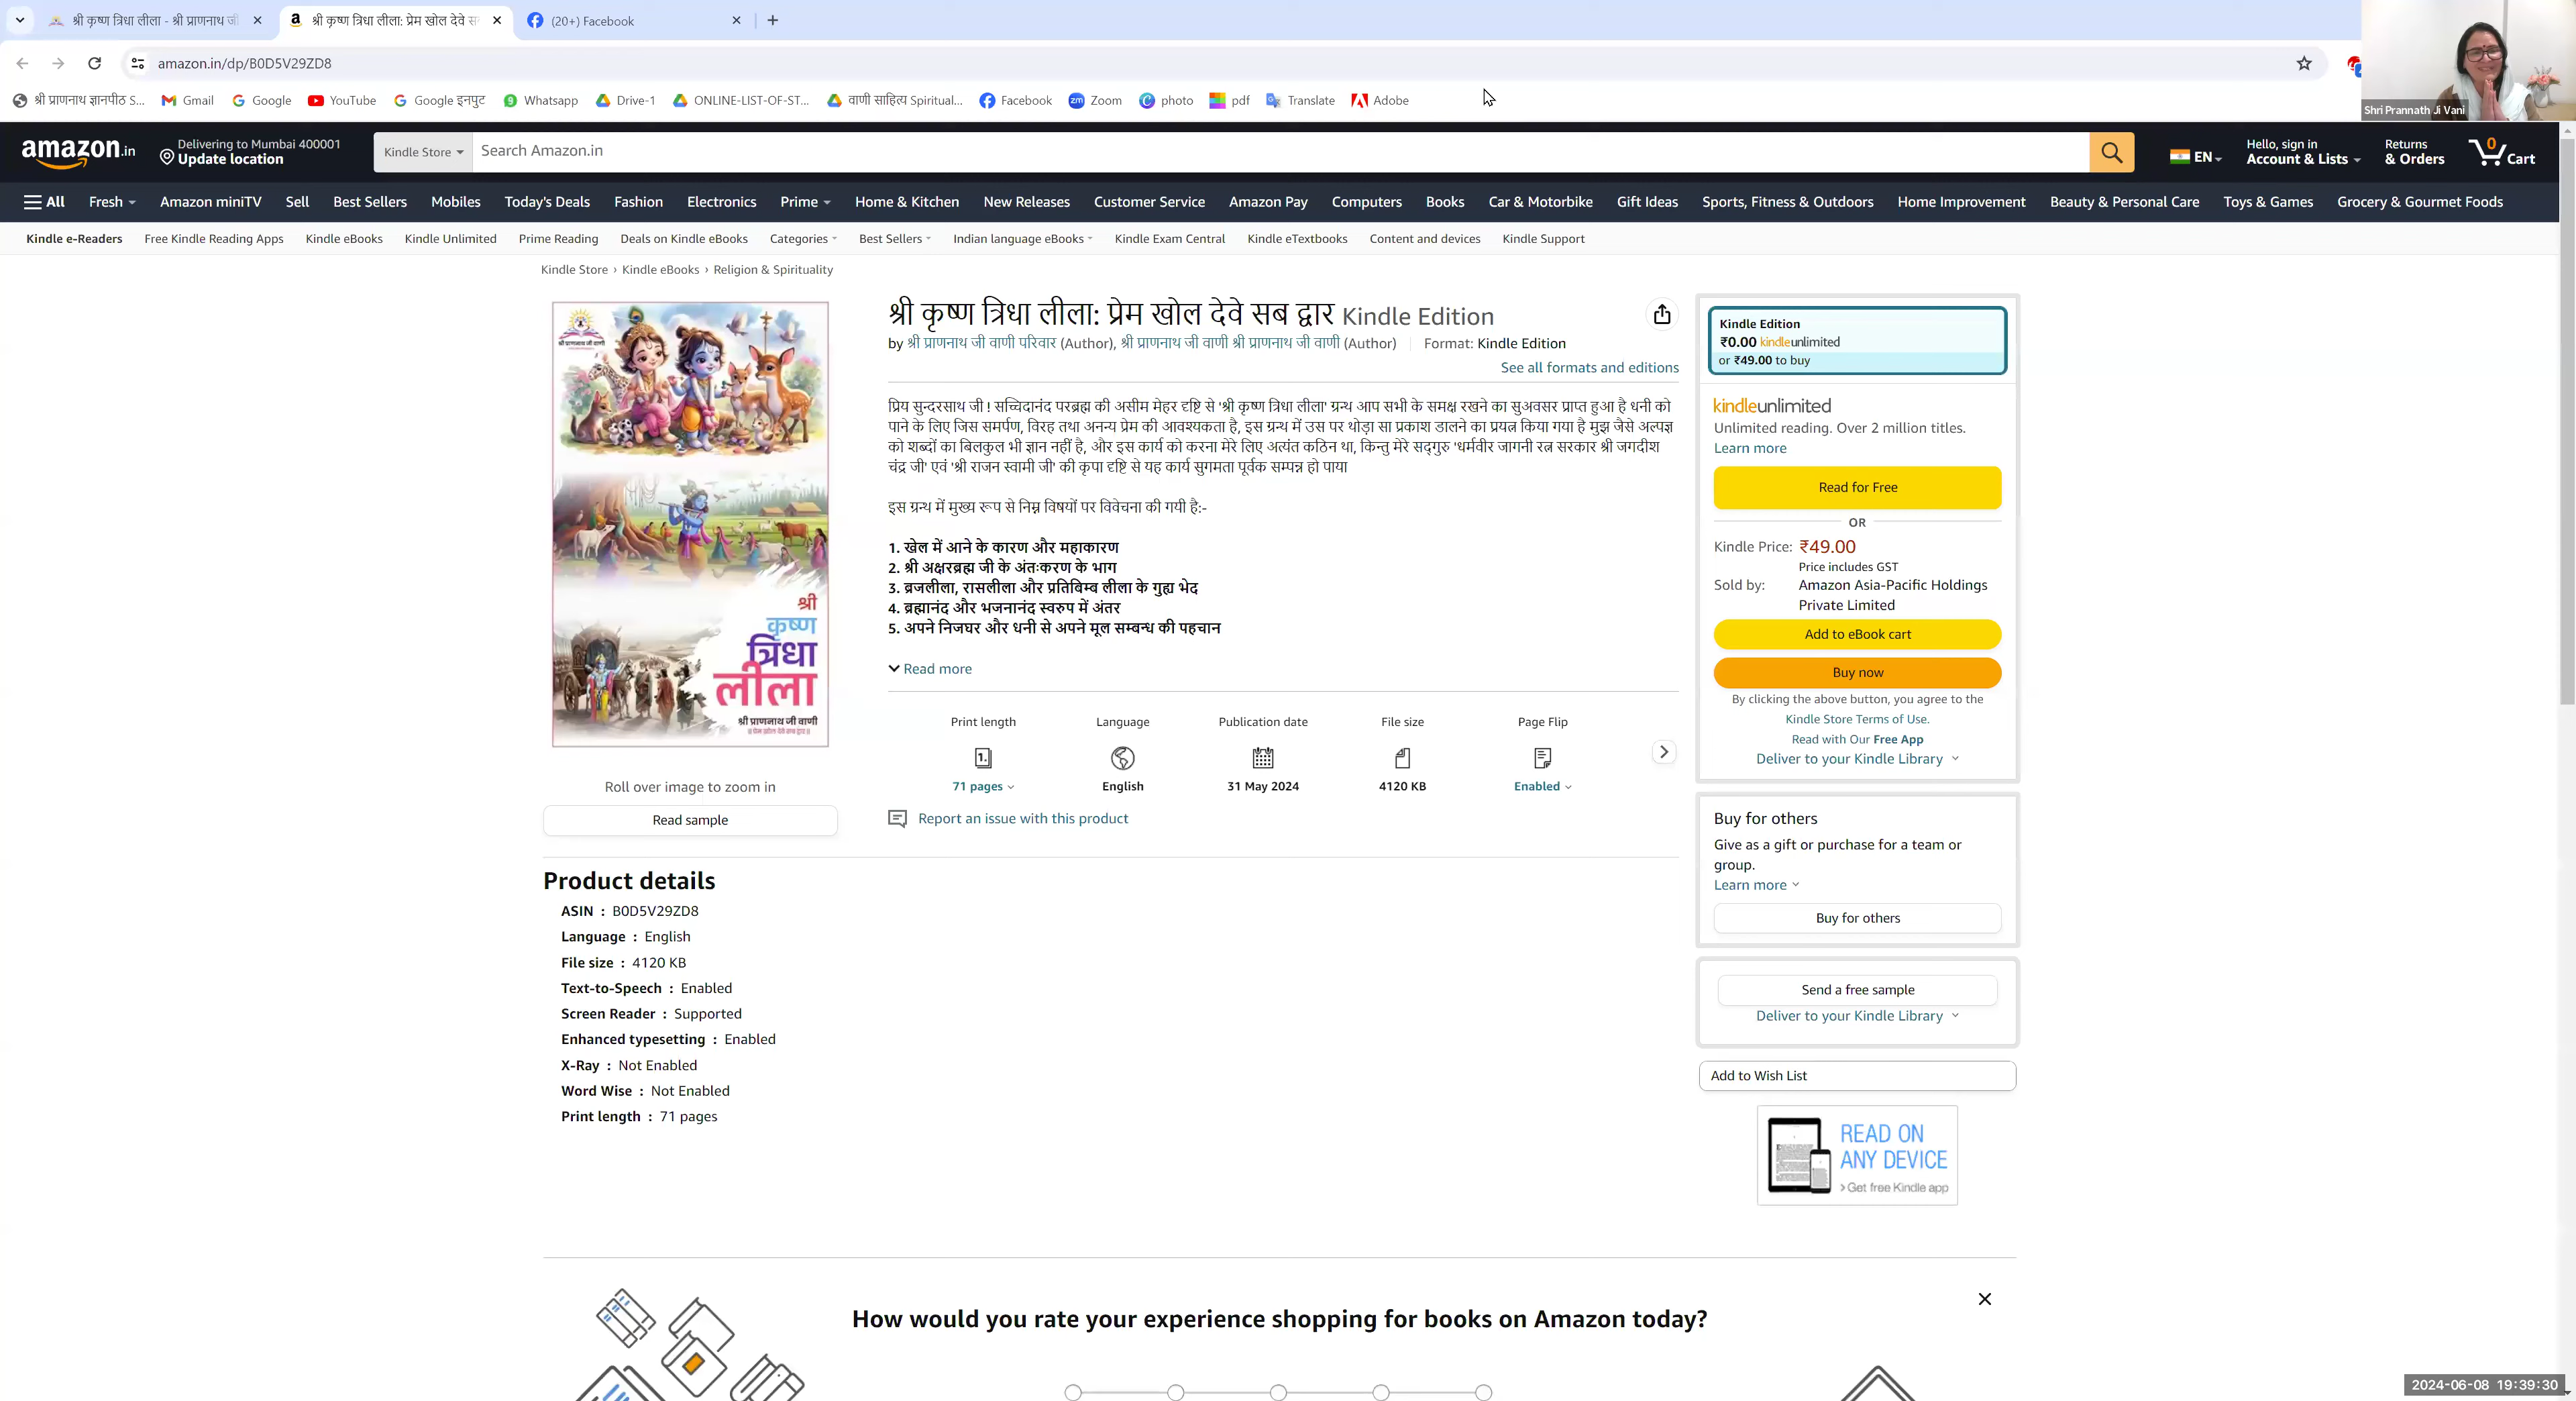 श्री कृष्ण त्रिधा लीला - श्री प्राणनाथ जी
श्री कृष्ण त्रिधा लीला: प्रेम खोल देवे स
(20+) Facebook
amazon.in/dp/B0D5V29ZD8
श्री प्राणनाथ ज्ञानपीठ S... Gmail Google YouTube Google इनपुट Whatsapp Drive-1 ONLINE-LIST-OF-ST... वाणी साहित्य Spiritual... Facebook Zoom photo pdf Translate Adobe
Shri Prannath Ji Vani
amazon.in
Delivering to Mumbai 400001
Update location
Kindle Store Search Amazon.in
EN
Hello, sign in
Account & Lists
Returns
& Orders
0
Cart
All Fresh Amazon miniTV Sell Best Sellers Mobiles Today's Deals Fashion Electronics Prime Home & Kitchen New Releases Customer Service Amazon Pay Computers Books Car & Motorbike Gift Ideas Sports, Fitness & Outdoors Home Improvement Beauty & Personal Care Toys & Games Grocery & Gourmet Foods
Kindle e-Readers Free Kindle Reading Apps Kindle eBooks Kindle Unlimited Prime Reading Deals on Kindle eBooks Categories Best Sellers Indian language eBooks Kindle Exam Central Kindle eTextbooks Content and devices Kindle Support
Kindle Store › Kindle eBooks › Religion & Spirituality
श्री प्राणनाथ जी वाणी
श्री
कृष्ण
त्रिधा
लीला
श्री प्राणनाथ जी वाणी
॥ प्रेम खोल देवे सब द्वार ॥
Roll over image to zoom in
Read sample
श्री कृष्ण त्रिधा लीला: प्रेम खोल देवे सब द्वार Kindle Edition
by श्री प्राणनाथ जी वाणी परिवार (Author), श्री प्राणनाथ जी वाणी श्री प्राणनाथ जी वाणी (Author) Format: Kindle Edition
See all formats and editions
प्रिय सुन्दरसाथ जी ! सच्चिदानंद परब्रह्म की असीम मेहर दृष्टि से 'श्री कृष्ण त्रिधा लीला' ग्रन्थ आप सभी के समक्ष रखने का सुअवसर प्राप्त हुआ है धनी को
पाने के लिए जिस समर्पण, विरह तथा अनन्य प्रेम की आवश्यकता है, इस ग्रन्थ में उस पर थोड़ा सा प्रकाश डालने का प्रयत्न किया गया है मुझ जैसे अल्पज्ञ
को शब्दों का बिलकुल भी ज्ञान नहीं है, और इस कार्य को करना मेरे लिए अत्यंत कठिन था, किन्तु मेरे सद्गुरु 'धर्मवीर जागनी रत्न सरकार श्री जगदीश
चंद्र जी' एवं 'श्री राजन स्वामी जी' की कृपा दृष्टि से यह कार्य सुगमता पूर्वक सम्पन्न हो पाया
इस ग्रन्थ में मुख्य रूप से निम्न विषयों पर विवेचना की गयी है:-
1. खेल में आने के कारण और महाकारण
2. श्री अक्षरब्रह्म जी के अंतःकरण के भाग
3. ब्रजलीला, रासलीला और प्रतिबिम्ब लीला के गुह्य भेद
4. ब्रह्मानंद और भजनानंद स्वरुप में अंतर
5. अपने निजघर और धनी से अपने मूल सम्बन्ध की पहचान
Read more
Print length Language Publication date File size Page Flip
71 pages English 31 May 2024 4120 KB Enabled
Report an issue with this product
Kindle Edition
₹0.00 kindleunlimited
or ₹49.00 to buy
kindleunlimited
Unlimited reading. Over 2 million titles.
Learn more
Read for Free
OR
Kindle Price: ₹49.00
Price includes GST
Sold by: Amazon Asia-Pacific Holdings
Private Limited
Add to eBook cart
Buy now
By clicking the above button, you agree to the
Kindle Store Terms of Use.
Read with Our Free App
Deliver to your Kindle Library
Buy for others
Give as a gift or purchase for a team or
group.
Learn more
Buy for others
Send a free sample
Deliver to your Kindle Library
Add to Wish List
READ ON
ANY DEVICE
› Get free Kindle app
Product details
ASIN : B0D5V29ZD8
Language : English
File size : 4120 KB
Text-to-Speech : Enabled
Screen Reader : Supported
Enhanced typesetting : Enabled
X-Ray : Not Enabled
Word Wise : Not Enabled
Print length : 71 pages
How would you rate your experience shopping for books on Amazon today?
2024-06-08 19:39:30